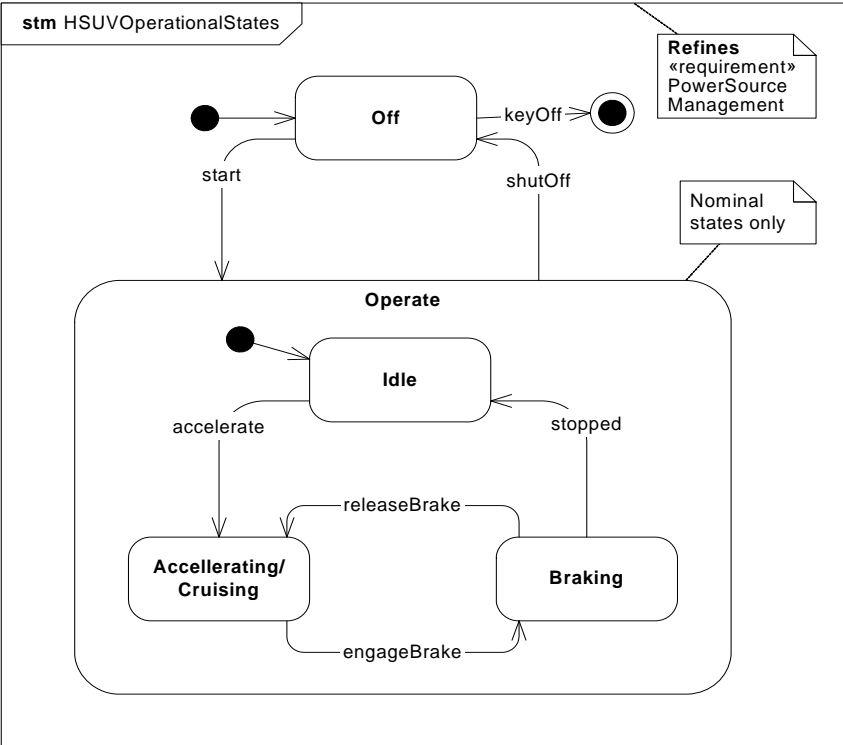 stm HSUVOperationalStates
Refines
«requirement»
PowerSource
Management
Off
keyOff
start
shutOff
Nominal
states only
Operate
Idle
accelerate
stopped
releaseBrake
Accellerating/
Cruising
Braking
engageBrake